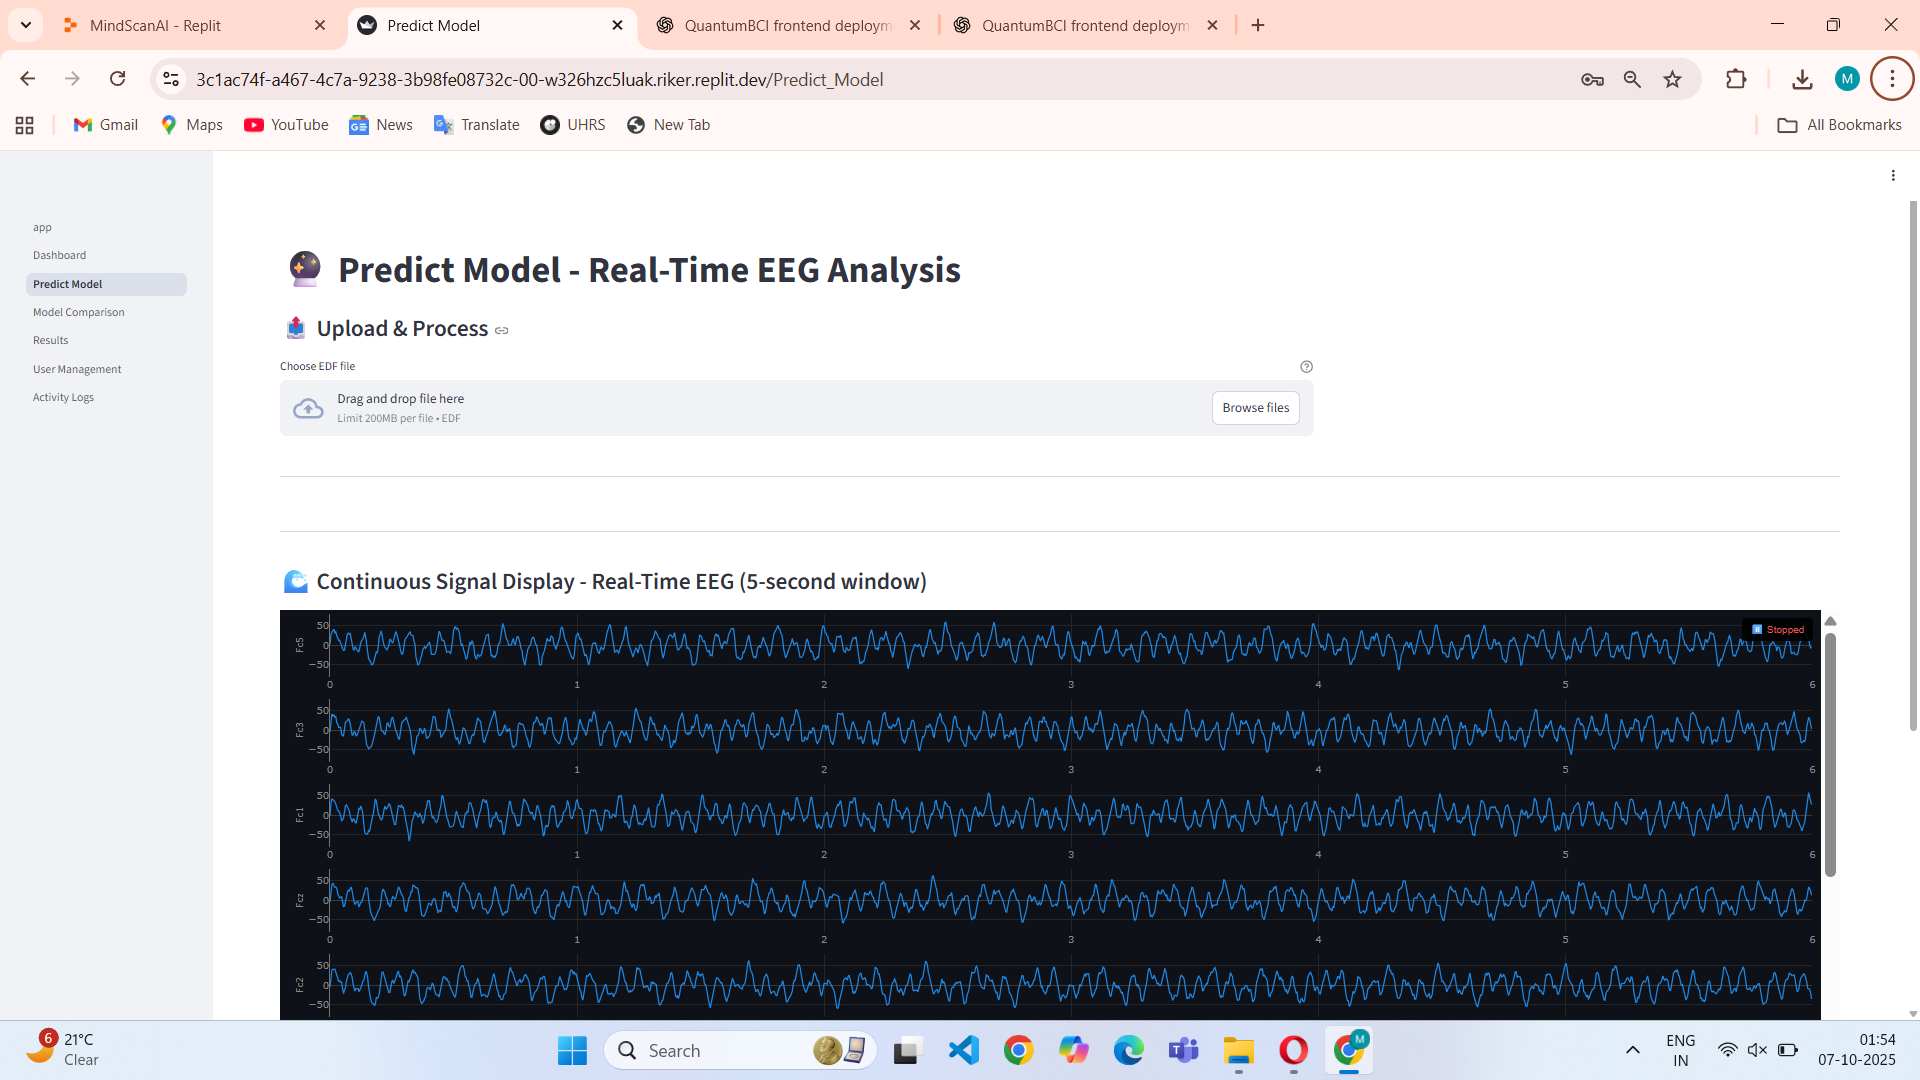 MindScanAI - Replit
Predict Model
QuantumBCI frontend deploym
QuantumBCI frontend deploym
3c1ac74f-a467-4c7a-9238-3b98fe08732c-00-w326hzc5luak.riker.replit.dev/Predict_Model
M
Gmail
Maps
YouTube
News
Translate
UHRS
New Tab
All Bookmarks
app
Dashboard
Predict Model
Model Comparison
Results
User Management
Activity Logs
Predict Model - Real-Time EEG Analysis
Upload & Process
Choose EDF file
Drag and drop file here
Limit 200MB per file • EDF
Browse files
Continuous Signal Display - Real-Time EEG (5-second window)
Stopped
Fc5
50
0
−50
0 1 2 3 4 5 6
Fc3
50
0
−50
0 1 2 3 4 5 6
Fc1
50
0
−50
0 1 2 3 4 5 6
Fcz
50
0
−50
0 1 2 3 4 5 6
Fc2
50
0
−50
6
21°C
Clear
Search
M
ENG
IN
01:54
07-10-2025